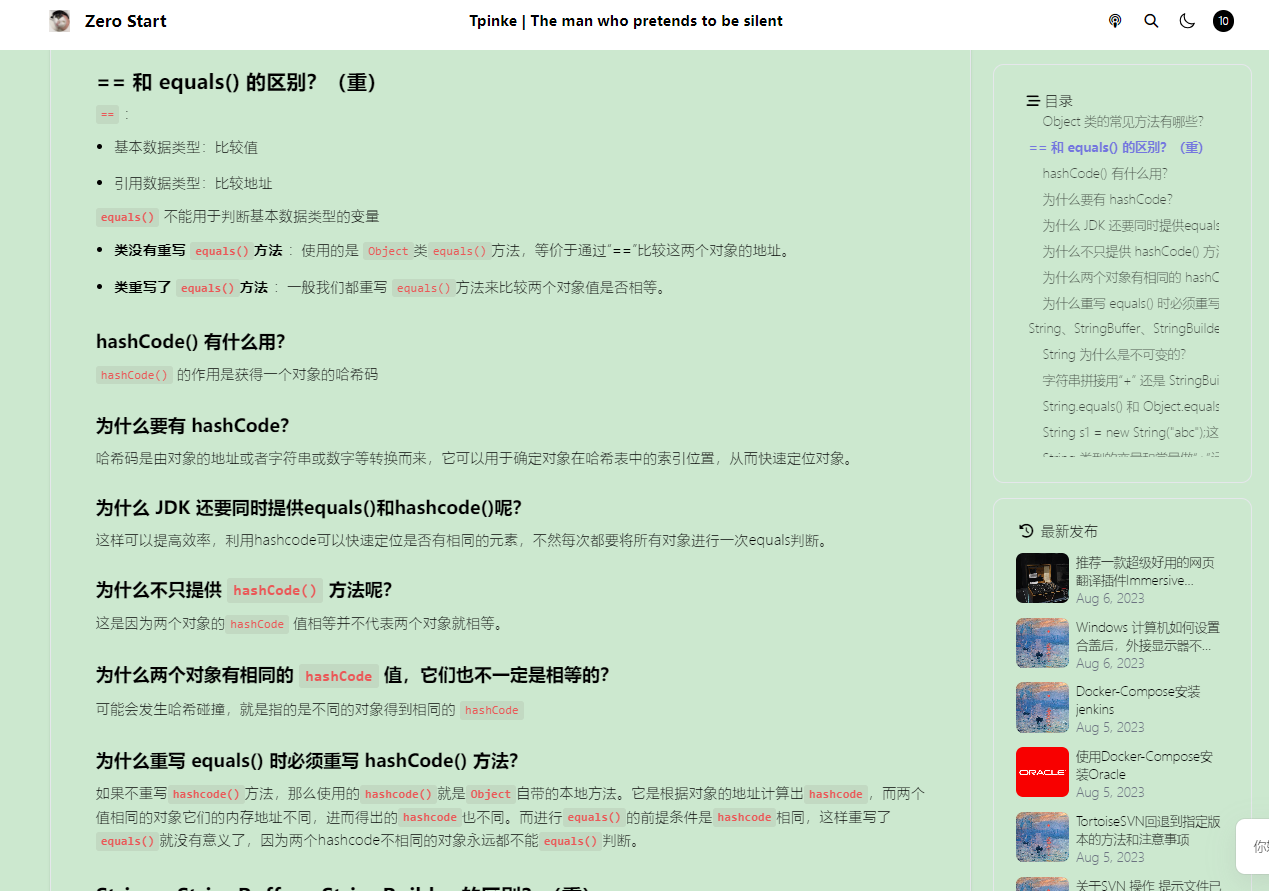 Zero Start
Tpinke | The man who pretends to be silent
10
== 和 equals() 的区别？（重）
== ：
基本数据类型：比较值
引用数据类型：比较地址
equals() 不能用于判断基本数据类型的变量
类没有重写 equals() 方法 ：使用的是 Object 类 equals() 方法，等价于通过“==”比较这两个对象的地址。
类重写了 equals() 方法 ：一般我们都重写 equals() 方法来比较两个对象值是否相等。
hashCode() 有什么用？
hashCode() 的作用是获得一个对象的哈希码
为什么要有 hashCode？
哈希码是由对象的地址或者字符串或数字等转换而来，它可以用于确定对象在哈希表中的索引位置，从而快速定位对象。
为什么 JDK 还要同时提供equals()和hashcode()呢？
这样可以提高效率，利用hashcode可以快速定位是否有相同的元素，不然每次都要将所有对象进行一次equals判断。
为什么不只提供 hashCode() 方法呢？
这是因为两个对象的 hashCode 值相等并不代表两个对象就相等。
为什么两个对象有相同的 hashCode 值，它们也不一定是相等的？
可能会发生哈希碰撞，就是指的是不同的对象得到相同的 hashCode
为什么重写 equals() 时必须重写 hashCode() 方法？
如果不重写 hashcode() 方法，那么使用的 hashcode() 就是 Object 自带的本地方法。它是根据对象的地址计算出 hashcode ，而两个
值相同的对象它们的内存地址不同，进而得出的 hashcode 也不同。而进行 equals() 的前提条件是 hashcode 相同，这样重写了
equals() 就没有意义了，因为两个hashcode不相同的对象永远都不能 equals() 判断。
String、StringBuffer、StringBuilder 的区别？（重）
目录
Object 类的常见方法有哪些？
== 和 equals() 的区别？（重）
hashCode() 有什么用？
为什么要有 hashCode？
为什么 JDK 还要同时提供equals
为什么不只提供 hashCode() 方法
为什么两个对象有相同的 hashC
为什么重写 equals() 时必须重写
String、StringBuffer、StringBuilde
String 为什么是不可变的?
字符串拼接用“+” 还是 StringBui
String.equals() 和 Object.equals
String s1 = new String("abc");这
String 类型的变量和常量做“+”运
最新发布
推荐一款超级好用的网页
翻译插件Immersive...
Aug 6, 2023
Windows 计算机如何设置
合盖后，外接显示器不...
Aug 6, 2023
Docker-Compose安装
jenkins
Aug 5, 2023
ORACLE
使用Docker-Compose安
装Oracle
Aug 5, 2023
TortoiseSVN回退到指定版
本的方法和注意事项
Aug 5, 2023
关于SVN 操作 提示文件已